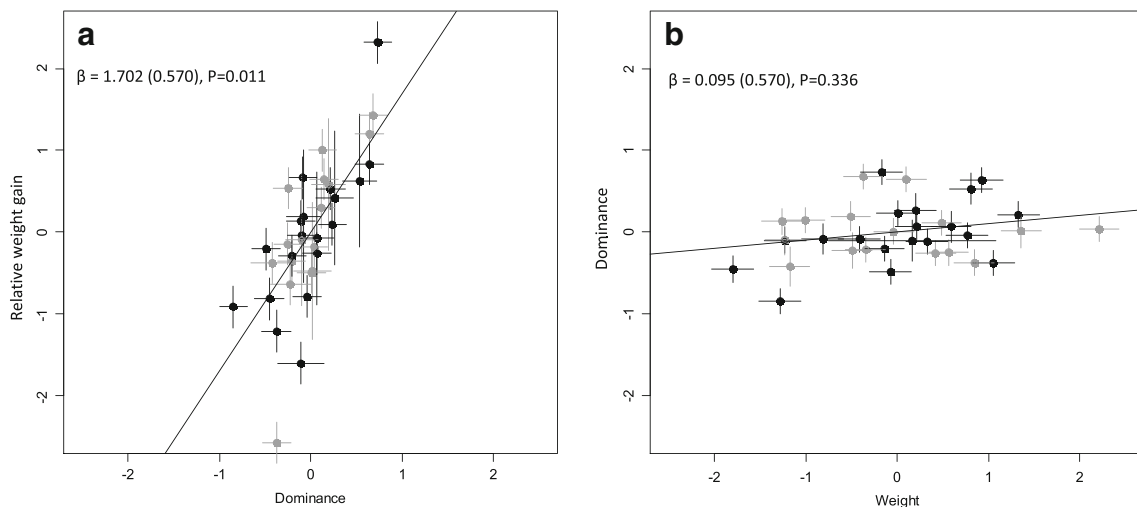 a
β = 1.702 (0.570), P=0.011
2
1
0
-1
-2
Relative weight gain
-2
-1
0
1
2
Dominance
b
β = 0.095 (0.570), P=0.336
2
1
0
-1
-2
Dominance
-2
-1
0
1
2
Weight